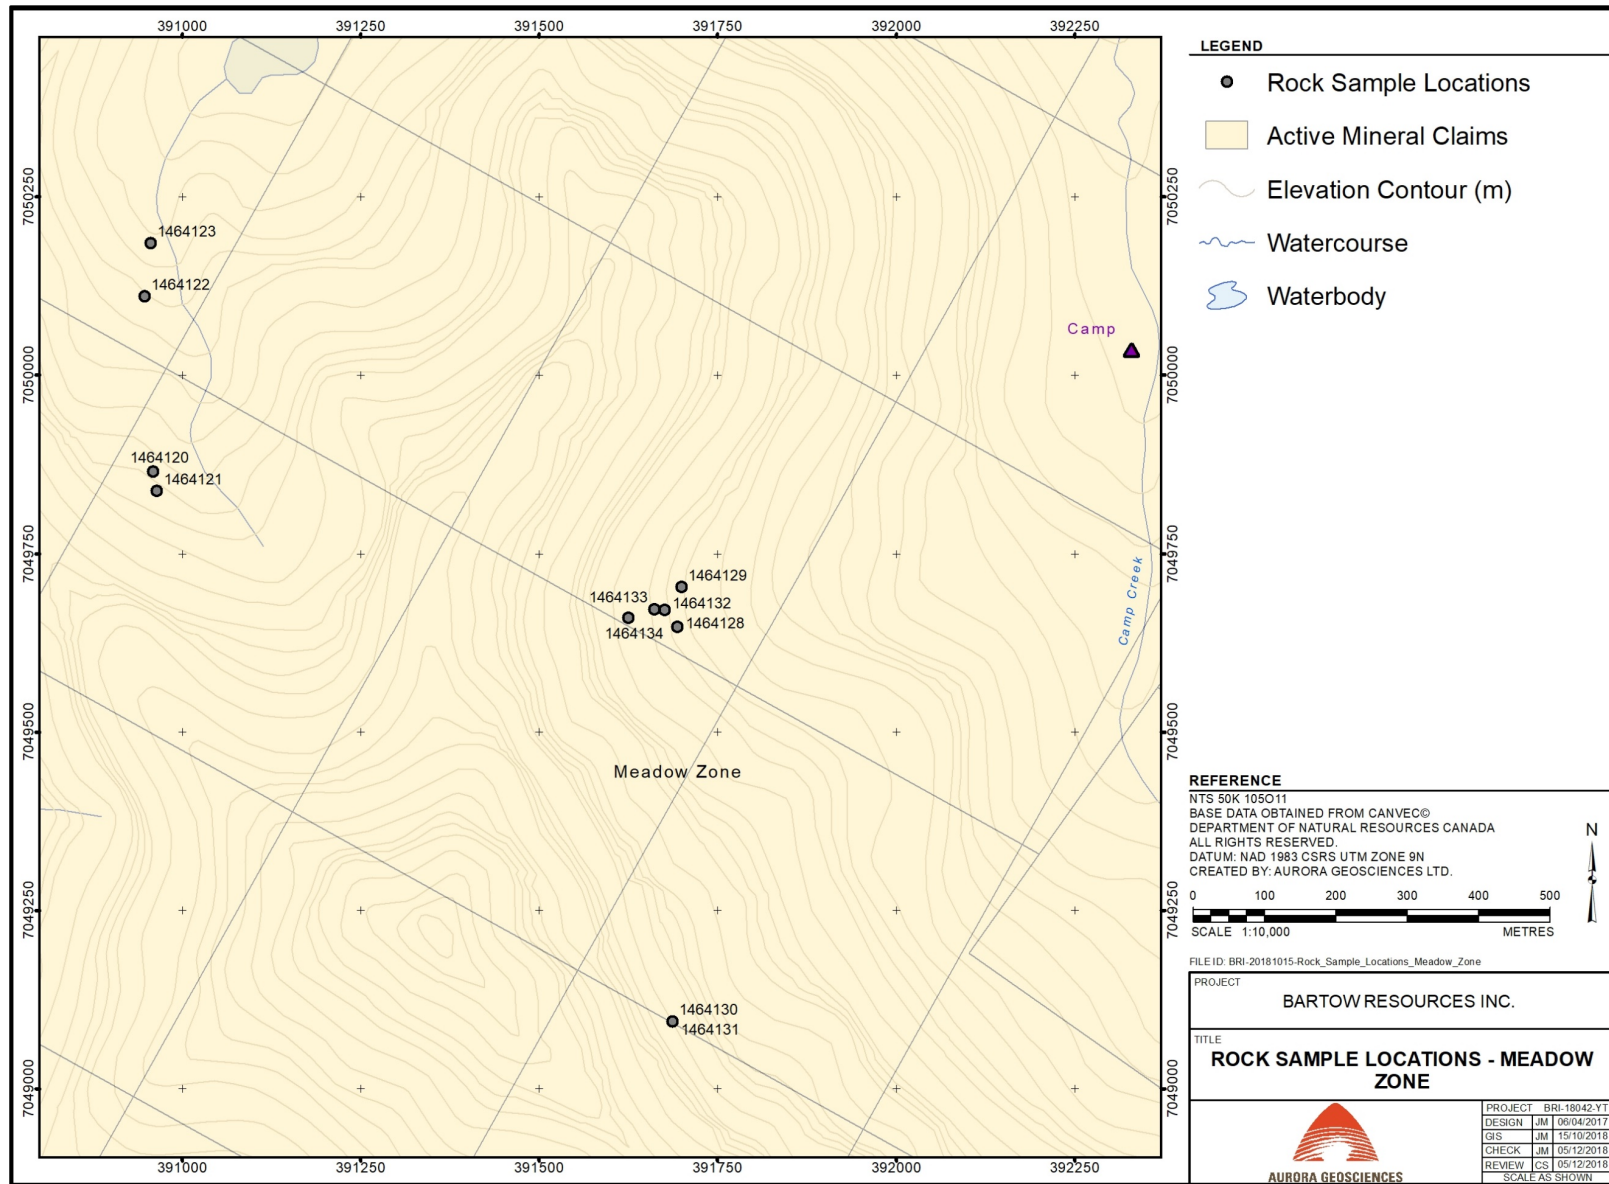 391000 391250 391500 391750 392000 392250
7050250
7050000
7049750
7049500
7049250
7049000
1464123
1464122
1464120
1464121
1464129
1464133
1464132
1464134
1464128
1464130
1464131
Camp
Camp Creek
Meadow Zone
7050250
7050000
7049750
7049500
7049250
7049000
391000 391250 391500 391750 392000 392250
LEGEND
Rock Sample Locations
Active Mineral Claims
Elevation Contour (m)
Watercourse
Waterbody
REFERENCE
NTS 50K 105O11
BASE DATA OBTAINED FROM CANVEC©
DEPARTMENT OF NATURAL RESOURCES CANADA
ALL RIGHTS RESERVED.
DATUM: NAD 1983 CSRS UTM ZONE 9N
CREATED BY: AURORA GEOSCIENCES LTD.
N
0 100 200 300 400 500
SCALE 1:10,000 METRES
FILE ID: BRI-20181015-Rock_Sample_Locations_Meadow_Zone
PROJECT
BARTOW RESOURCES INC.
TITLE
ROCK SAMPLE LOCATIONS - MEADOW
ZONE
AURORA GEOSCIENCES
PROJECT BRI-18042-YT
DESIGN JM 06/04/2017
GIS JM 15/10/2018
CHECK JM 05/12/2018
REVIEW CS 05/12/2018
SCALE AS SHOWN